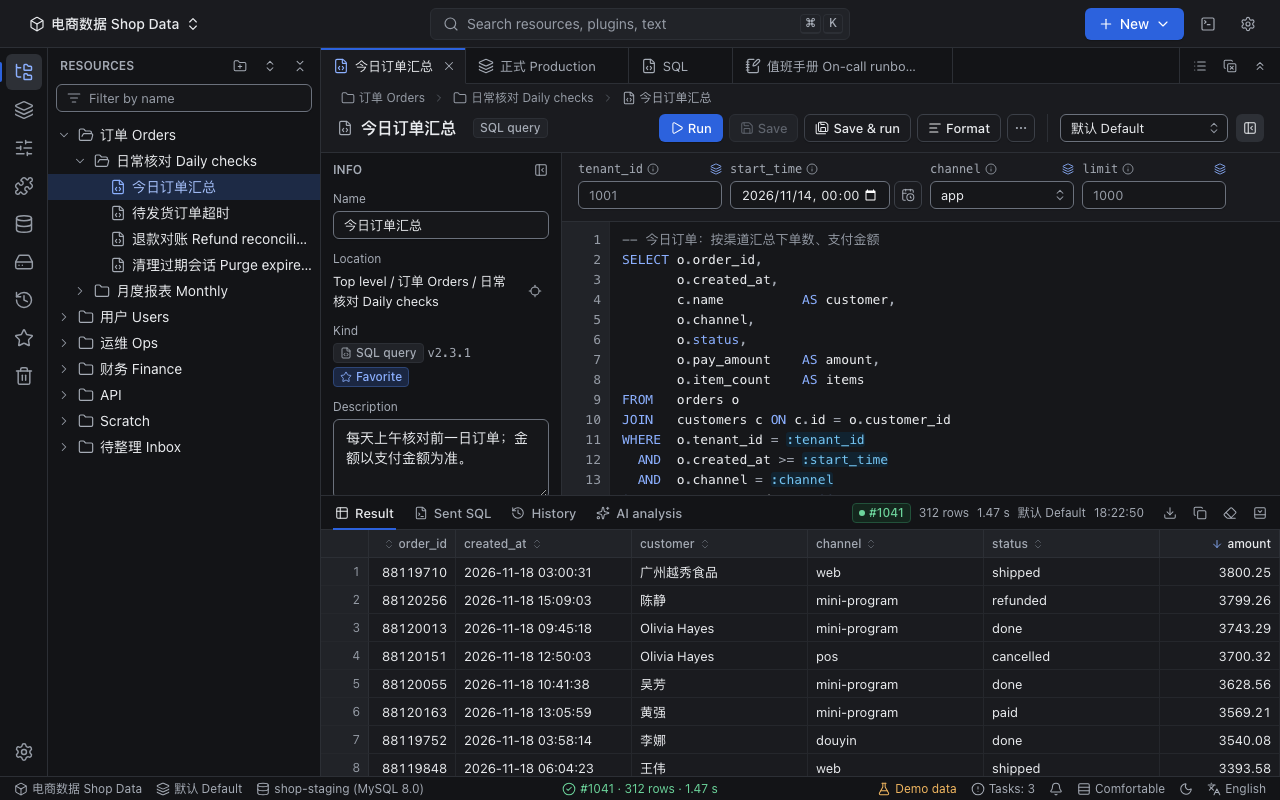 电商数据 Shop Data
Search resources, plugins, text
⌘ K
New
RESOURCES
Filter by name
订单 Orders
日常核对 Daily checks
今日订单汇总
待发货订单超时
退款对账 Refund reconcili...
清理过期会话 Purge expire...
月度报表 Monthly
用户 Users
运维 Ops
财务 Finance
API
Scratch
待整理 Inbox
今日订单汇总
正式 Production
SQL
值班手册 On-call runbo...
订单 Orders
日常核对 Daily checks
今日订单汇总
今日订单汇总
SQL query
Run
Save
Save & run
Format
...
默认 Default
INFO
Name
今日订单汇总
Location
Top level / 订单 Orders / 日常
核对 Daily checks
Kind
SQL query v2.3.1
Favorite
Description
每天上午核对前一日订单；金
额以支付金额为准。
tenant_id
start_time
channel
limit
1001
2026/11/14, 00:00
app
1000
1 -- 今日订单：按渠道汇总下单数、支付金额
2 SELECT o.order_id,
3 o.created_at,
4 c.name AS customer,
5 o.channel,
6 o.status,
7 o.pay_amount AS amount,
8 o.item_count AS items
9 FROM orders o
10 JOIN customers c ON c.id = o.customer_id
11 WHERE o.tenant_id = :tenant_id
12 AND o.created_at >= :start_time
13 AND o.channel = :channel
Result
Sent SQL
History
AI analysis
#1041 312 rows 1.47 s 默认 Default 18:22:50
order_id created_at customer channel status amount
1 88119710 2026-11-18 03:00:31 广州越秀食品 web shipped 3800.25
2 88120256 2026-11-18 15:09:03 陈静 mini-program refunded 3799.26
3 88120013 2026-11-18 09:45:18 Olivia Hayes mini-program done 3743.29
4 88120151 2026-11-18 12:50:03 Olivia Hayes pos cancelled 3700.32
5 88120055 2026-11-18 10:41:38 吴芳 mini-program done 3628.56
6 88120163 2026-11-18 13:05:59 黄强 mini-program paid 3569.21
7 88119752 2026-11-18 03:58:14 李娜 douyin done 3540.08
8 88119848 2026-11-18 06:04:23 王伟 web shipped 3393.58
电商数据 Shop Data
默认 Default
shop-staging (MySQL 8.0)
#1041 · 312 rows · 1.47 s
Demo data
Tasks: 3
Comfortable
English